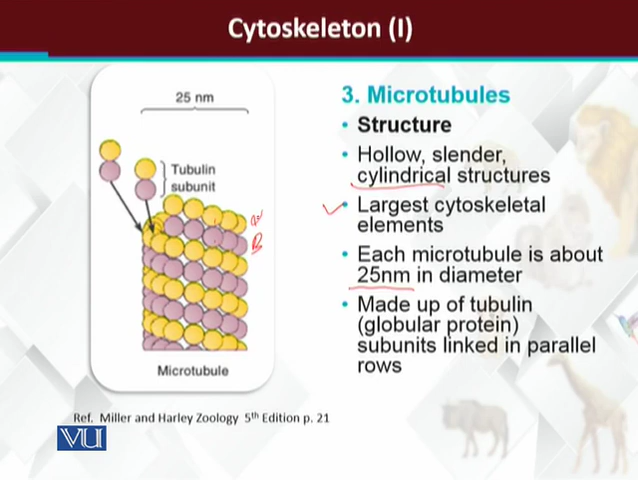 Cytoskeleton (I)
25 nm
Tubulin
subunit
Microtubule
3. Microtubules
• Structure
• Hollow, slender,
cylindrical structures
• Largest cytoskeletal
elements
• Each microtubule is about
25nm in diameter
• Made up of tubulin
(globular protein)
subunits linked in parallel
rows
Ref. Miller and Harley Zoology 5th Edition p. 21
VU